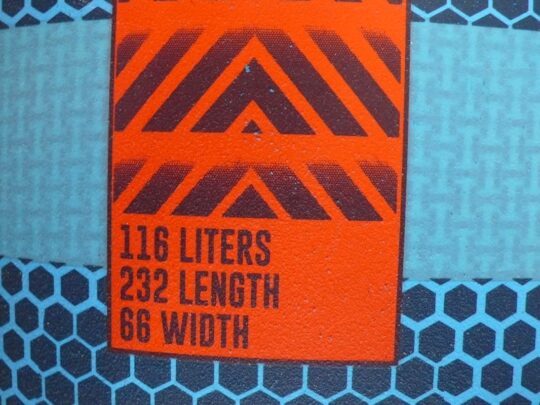 116 LITERS
232 LENGTH
66 WIDTH